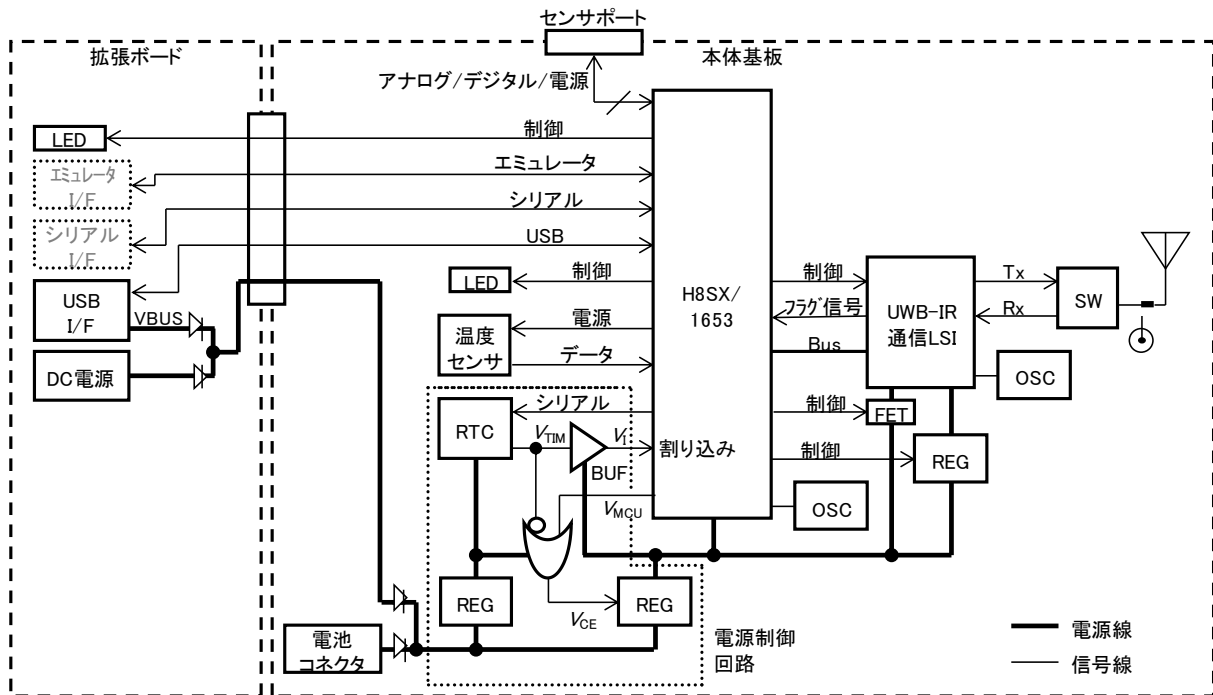 センサポート
拡張ボード
本体基板
アナログ/デジタル/電源
LED
制御
エミュレータ
I/F
エミュレータ
シリアル
I/F
シリアル
USB
USB
I/F
VBUS
DC電源
LED
制御
温度
センサ
電源
データ
H8SX/
1653
制御
フラグ信号
Bus
UWB-IR
通信LSI
Tx
Rx
SW
OSC
RTC
シリアル
VTIM
VI
BUF
割り込み
制御
FET
制御
REG
VMCU
OSC
REG
VCE
REG
電源制御
回路
電池
コネクタ
電源線
信号線